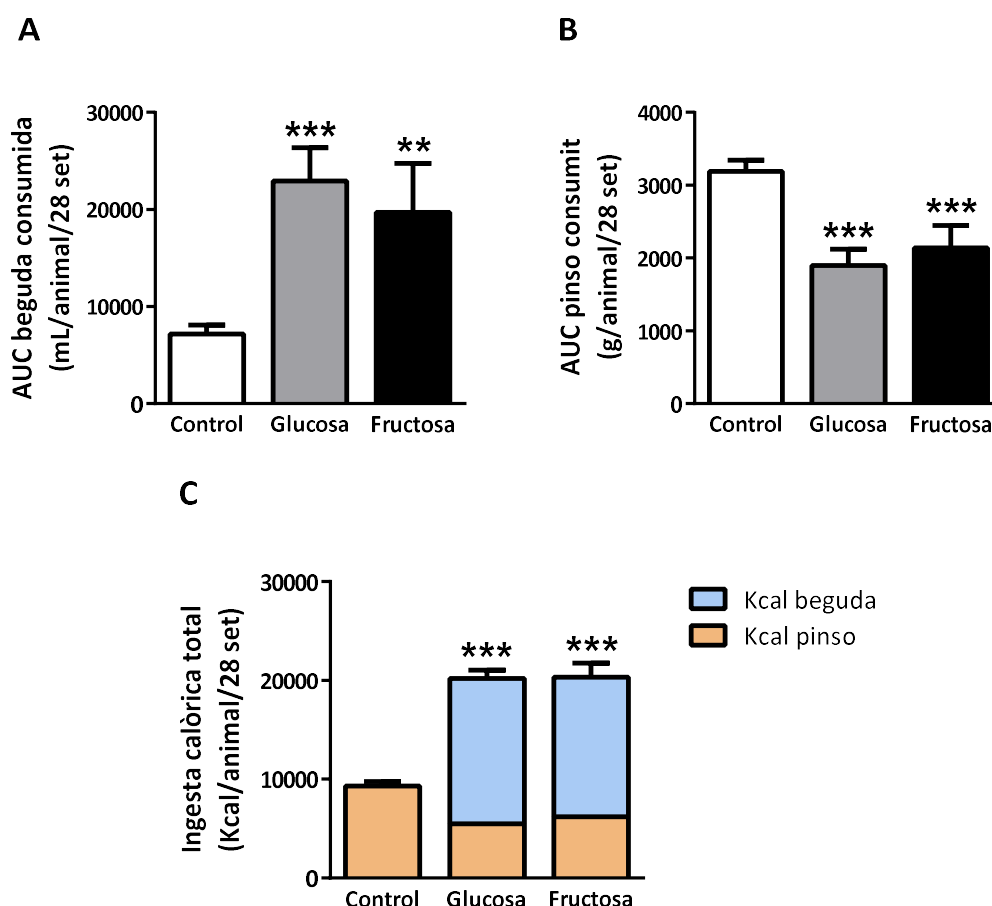 A
AUC beguda consumida
(mL/animal/28 set)
30000
20000
10000
0
***
**
Control
Glucosa
Fructosa
B
AUC pinso consumit
(g/animal/28 set)
4000
3000
2000
1000
0
***
***
Control
Glucosa
Fructosa
C
Ingesta calòrica total
(Kcal/animal/28 set)
30000
20000
10000
0
***
***
Control
Glucosa
Fructosa
Kcal beguda
Kcal pinso